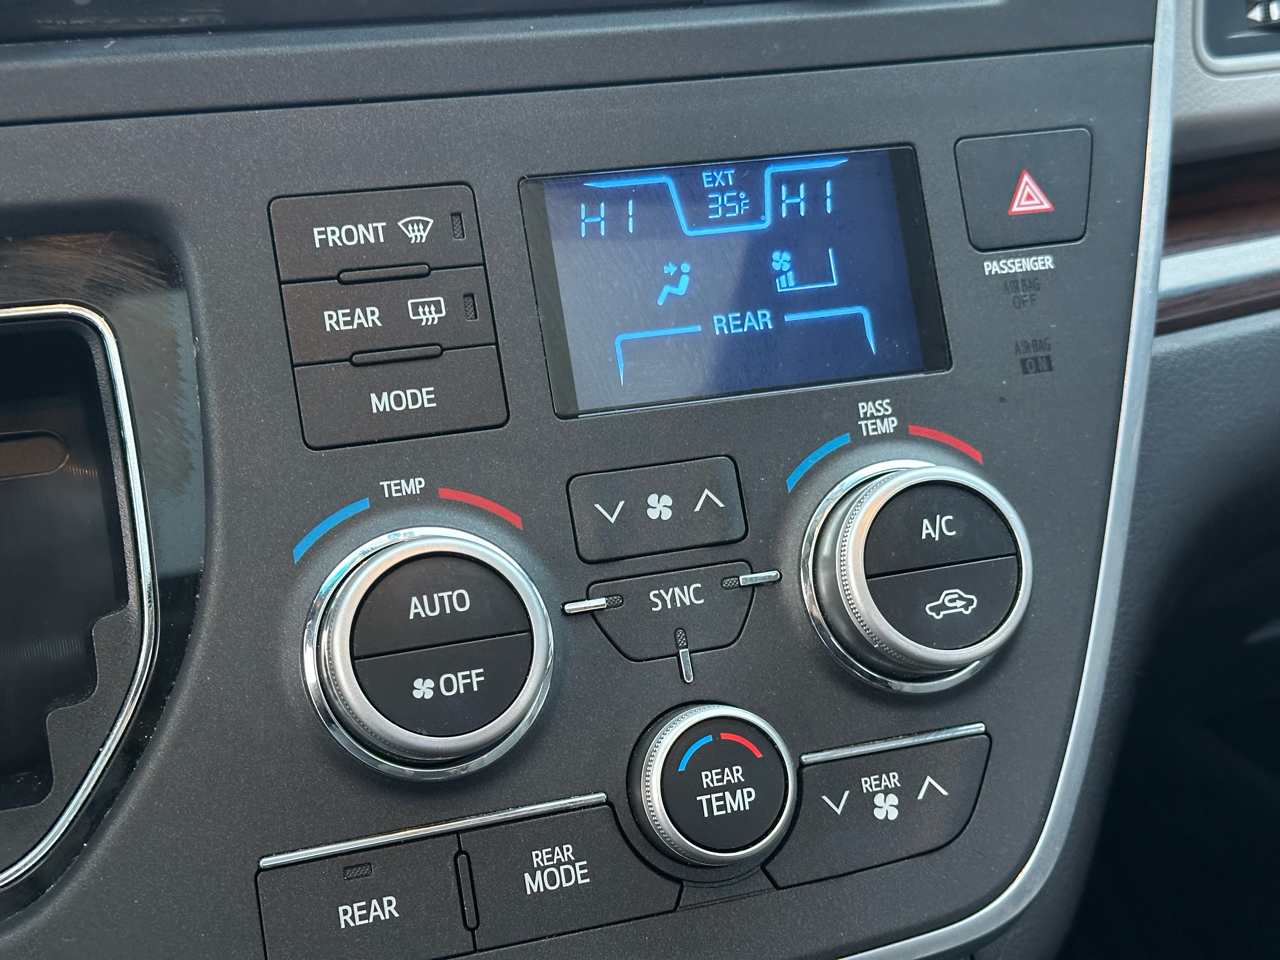 EXT
HI 35°F HI
REAR
FRONT
REAR
MODE
PASSENGER
AIR BAG
OFF
AIR BAG
ON
TEMP
PASS
TEMP
AUTO
OFF
SYNC
A/C
REAR
TEMP
REAR
REAR
MODE
REAR